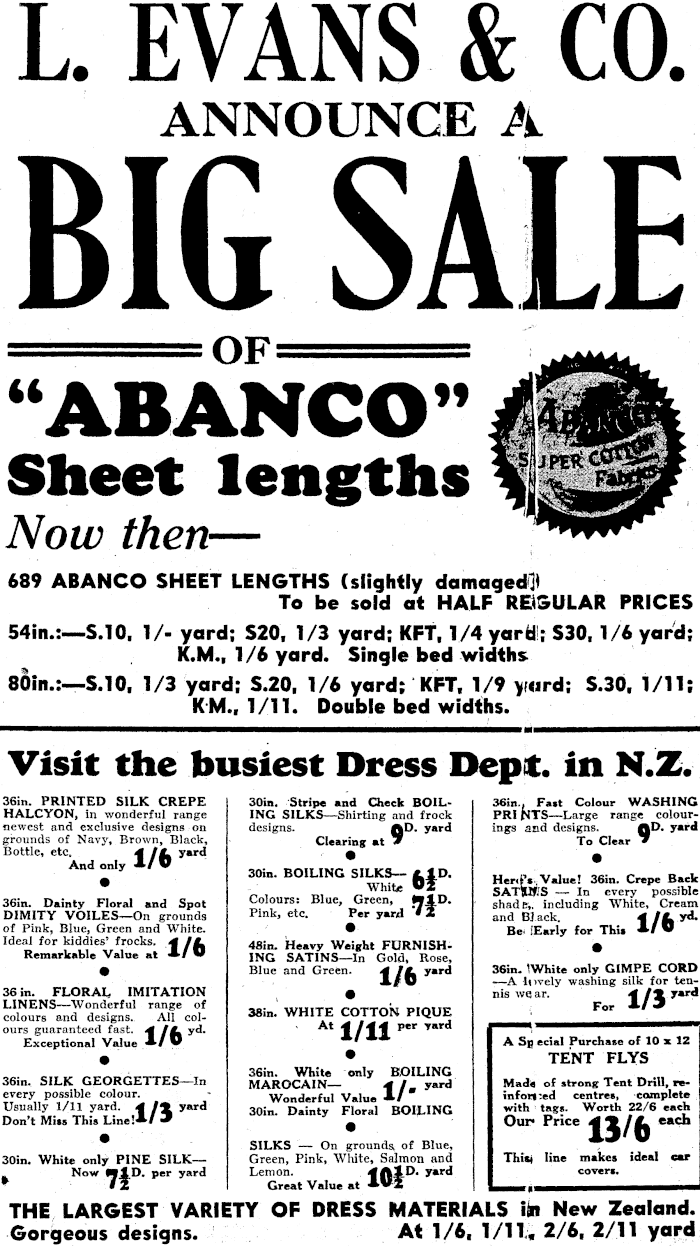 L. EVANS & CO.
ANNOUNCE A
BIG SALE
OF
“ABANCO”
Sheet lengths
Now then—
ABANCO
SUPER COTTON
Fabrics
689 ABANCO SHEET LENGTHS (slightly damaged)
To be sold at HALF REGULAR PRICES
54in.:—S.10, 1/- yard; S20, 1/3 yard; KFT, 1/4 yard; S30, 1/6 yard;
K.M., 1/6 yard. Single bed widths
80in.:—S.10, 1/3 yard; S.20, 1/6 yard; KFT, 1/9 yard; S.30, 1/11;
K.M., 1/11. Double bed widths.
Visit the busiest Dress Dept. in N.Z.
36in. PRINTED SILK CREPE
HALCYON, in wonderful range
newest and exclusive designs on
grounds of Navy, Brown, Black,
Bottle, etc.
And only 1/6 yard
36in. Dainty Floral and Spot
DIMITY VOILES—On grounds
of Pink, Blue, Green and White.
Ideal for kiddies' frocks.
Remarkable Value at 1/6
36 in. FLORAL IMITATION
LINENS—Wonderful range of
colours and designs. All col-
ours guaranteed fast.
Exceptional Value 1/6 yd.
36in. SILK GEORGETTES—In
every possible colour.
Usually 1/11 yard.
Don't Miss This Line! 1/3 yard
30in. White only PINE SILK—
Now 7½D. per yard
30in. Stripe and Check BOIL-
ING SILKS—Shirting and frock
designs.
Clearing at 9D. yard
30in. BOILING SILKS—
White 6½D.
Colours: Blue, Green,
Pink, etc. Per yard 7½D.
48in. Heavy Weight FURNISH-
ING SATINS—In Gold, Rose,
Blue and Green. 1/6 yard
38in. WHITE COTTON PIQUE
At 1/11 per yard
36in. White only BOILING
MAROCAIN—
Wonderful Value 1/- yard
30in. Dainty Floral BOILING
SILKS — On grounds of Blue,
Green, Pink, White, Salmon and
Lemon.
Great Value at 10½D. yard
36in. Fast Colour WASHING
PRINTS—Large range colour-
ings and designs.
To Clear 9D. yard
Here's Value! 36in. Crepe Back
SATINS — In every possible
shade, including White, Cream
and Black.
Be Early for This 1/6 yd.
36in. White only GIMPE CORD
—A lovely washing silk for ten-
nis wear.
For 1/3 yard
A Special Purchase of 10 x 12
TENT FLYS
Made of strong Tent Drill, re-
inforced centres, complete
with tags. Worth 22/6 each
Our Price 13/6 each
This line makes ideal car
covers.
THE LARGEST VARIETY OF DRESS MATERIALS in New Zealand.
Gorgeous designs. At 1/6, 1/11, 2/6, 2/11 yard